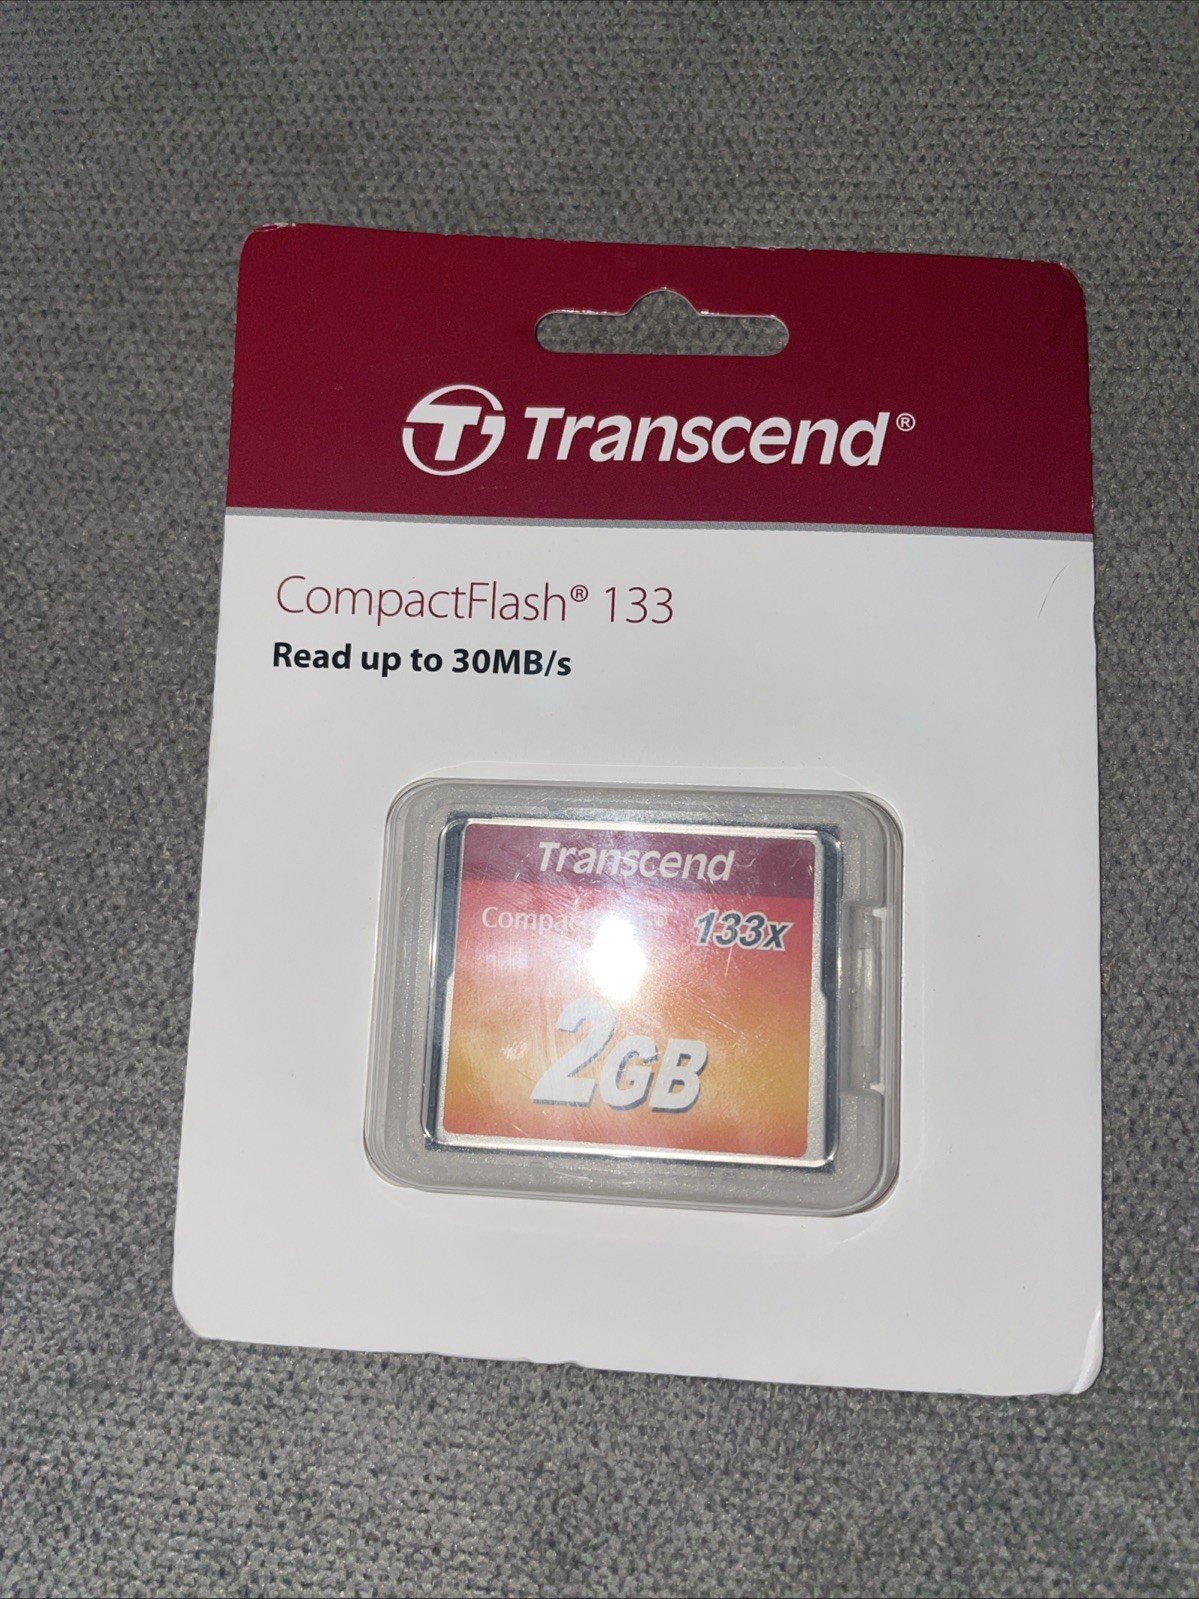 Transcend®
CompactFlash® 133
Read up to 30MB/s
Transcend
133x
2GB